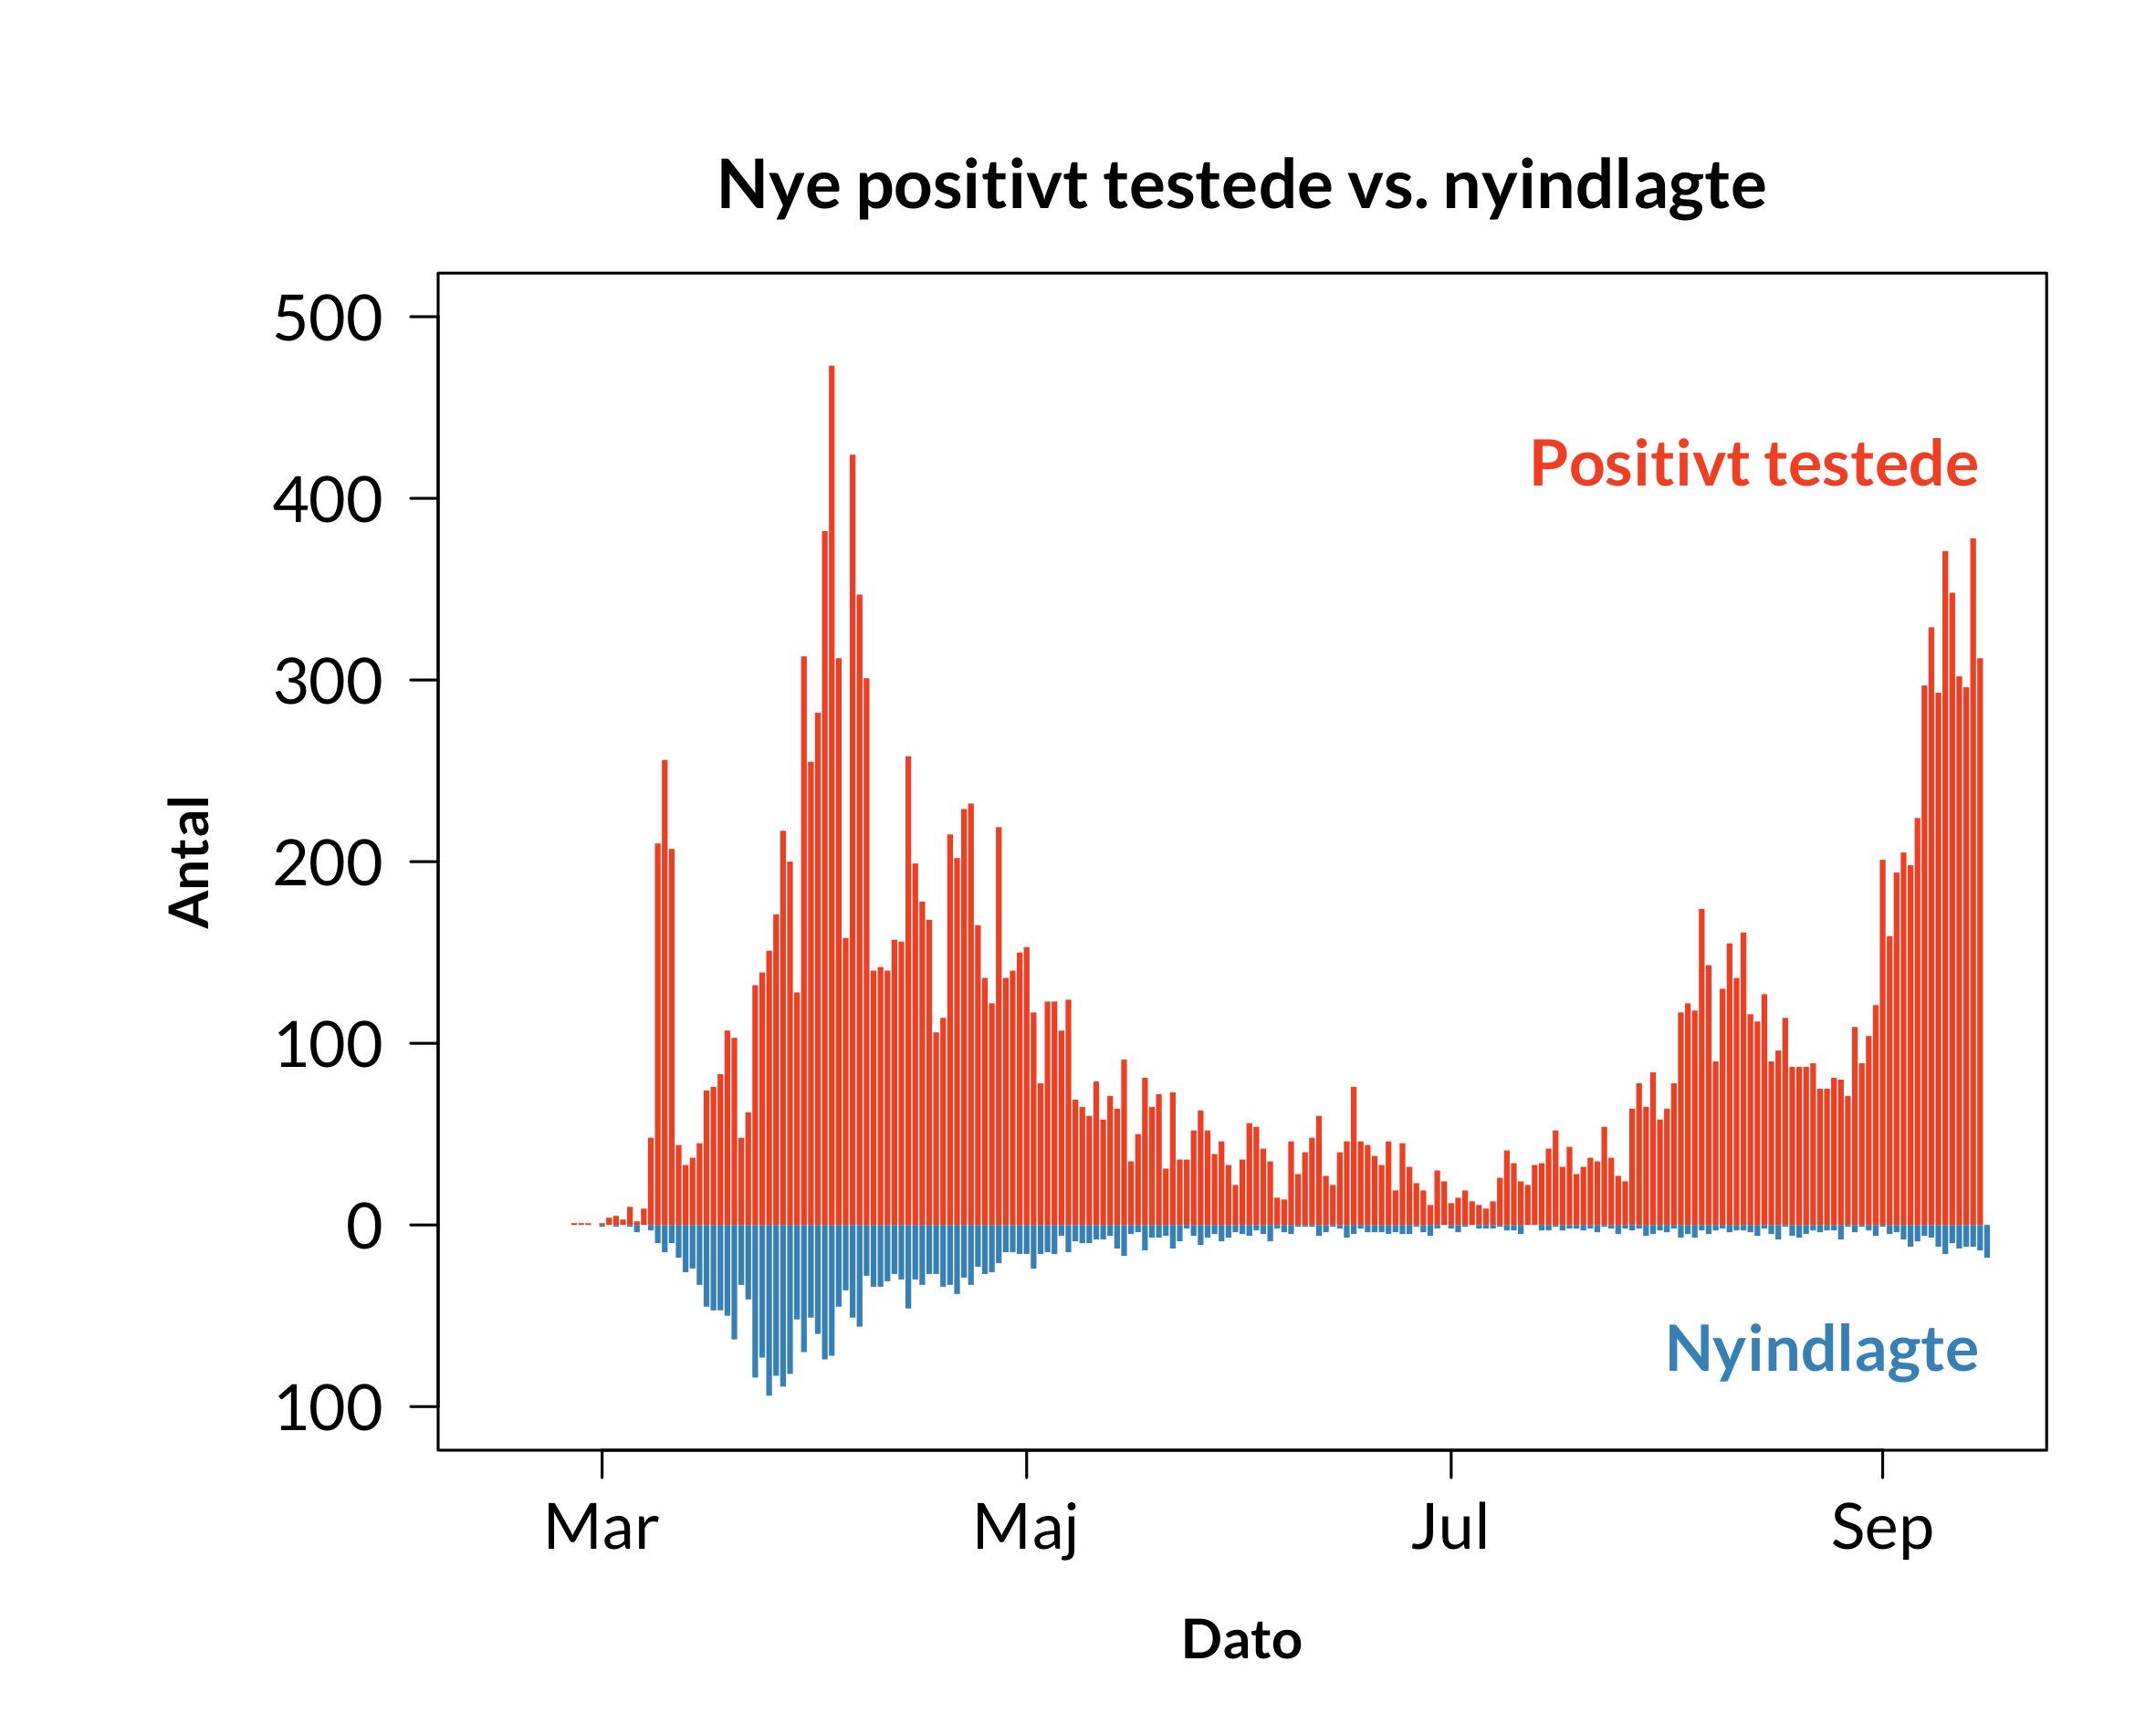 Nye positivt testede vs. nyindlagte
500
400
300
200
100
0
100
Antal
Positivt testede
Nyindlagte
Mar Maj Jul Sep
Dato